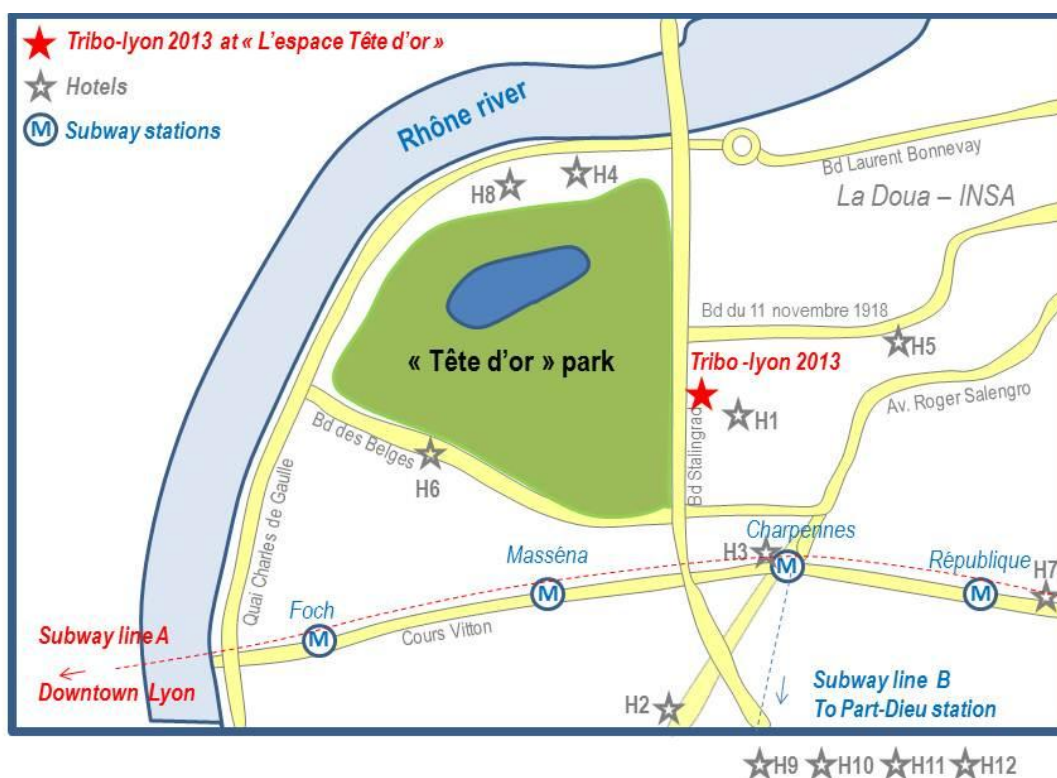 Tribo-lyon 2013 at « L'espace Tête d'or »
Hotels
M Subway stations
Rhône river
Bd Laurent Bonnevay
H8
H4
La Doua – INSA
Bd du 11 novembre 1918
H5
« Tête d'or » park
Tribo -lyon 2013
H1
Av. Roger Salengro
Bd Stalingrad
Bd des Belges
H6
Quai Charles de Gaulle
Charpennes
H3
M
Masséna
M
République
M
H7
Foch
M
Cours Vitton
Subway line A
Downtown Lyon
H2
Subway line B
To Part-Dieu station
H9 H10 H11 H12